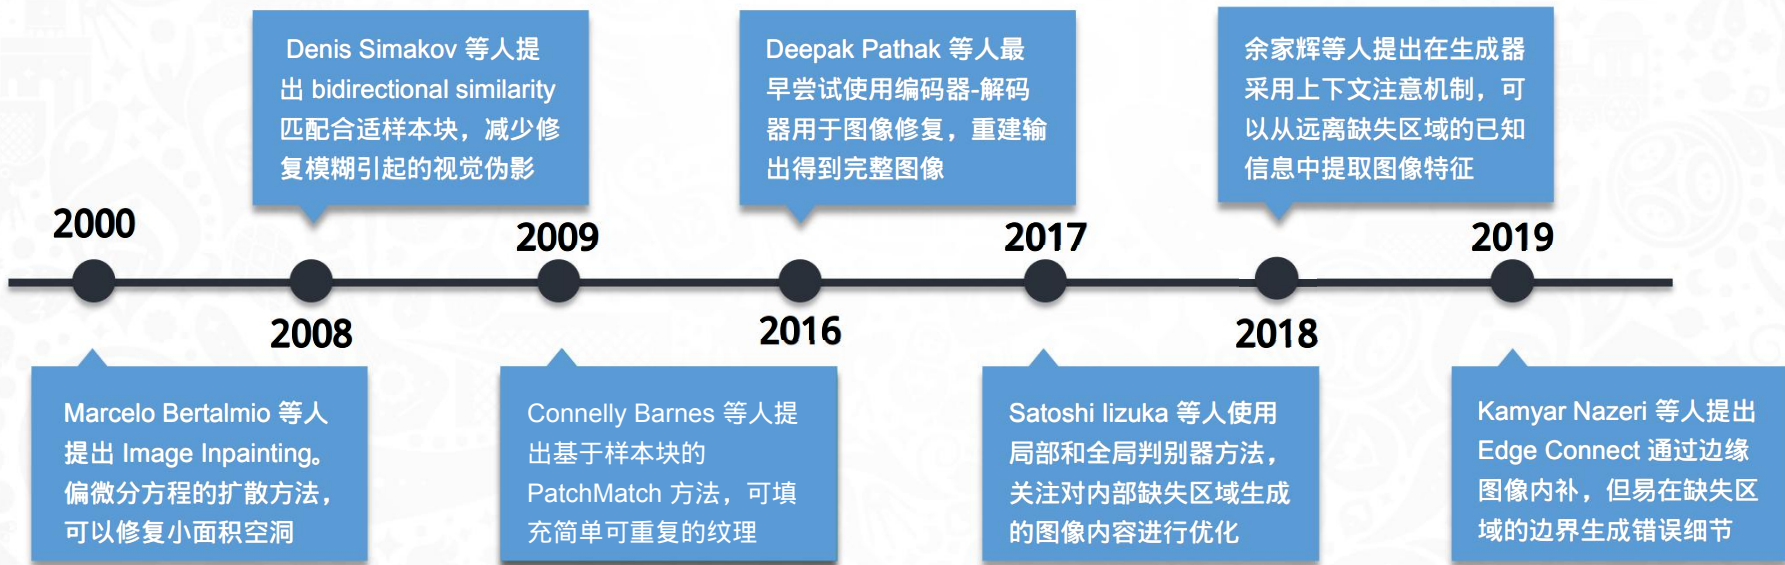 2000
Marcelo Bertalmio 等人
提出 Image Inpainting。
偏微分方程的扩散方法，
可以修复小面积空洞
Denis Simakov 等人提
出 bidirectional similarity
匹配合适样本块，减少修
复模糊引起的视觉伪影
2008
2009
Connelly Barnes 等人提
出基于样本块的
PatchMatch 方法，可填
充简单可重复的纹理
Deepak Pathak 等人最
早尝试使用编码器-解码
器用于图像修复，重建输
出得到完整图像
2016
2017
Satoshi Iizuka 等人使用
局部和全局判别器方法，
关注对内部缺失区域生成
的图像内容进行优化
余家辉等人提出在生成器
采用上下文注意机制，可
以从远离缺失区域的已知
信息中提取图像特征
2018
2019
Kamyar Nazeri 等人提出
Edge Connect 通过边缘
图像内补，但易在缺失区
域的边界生成错误细节